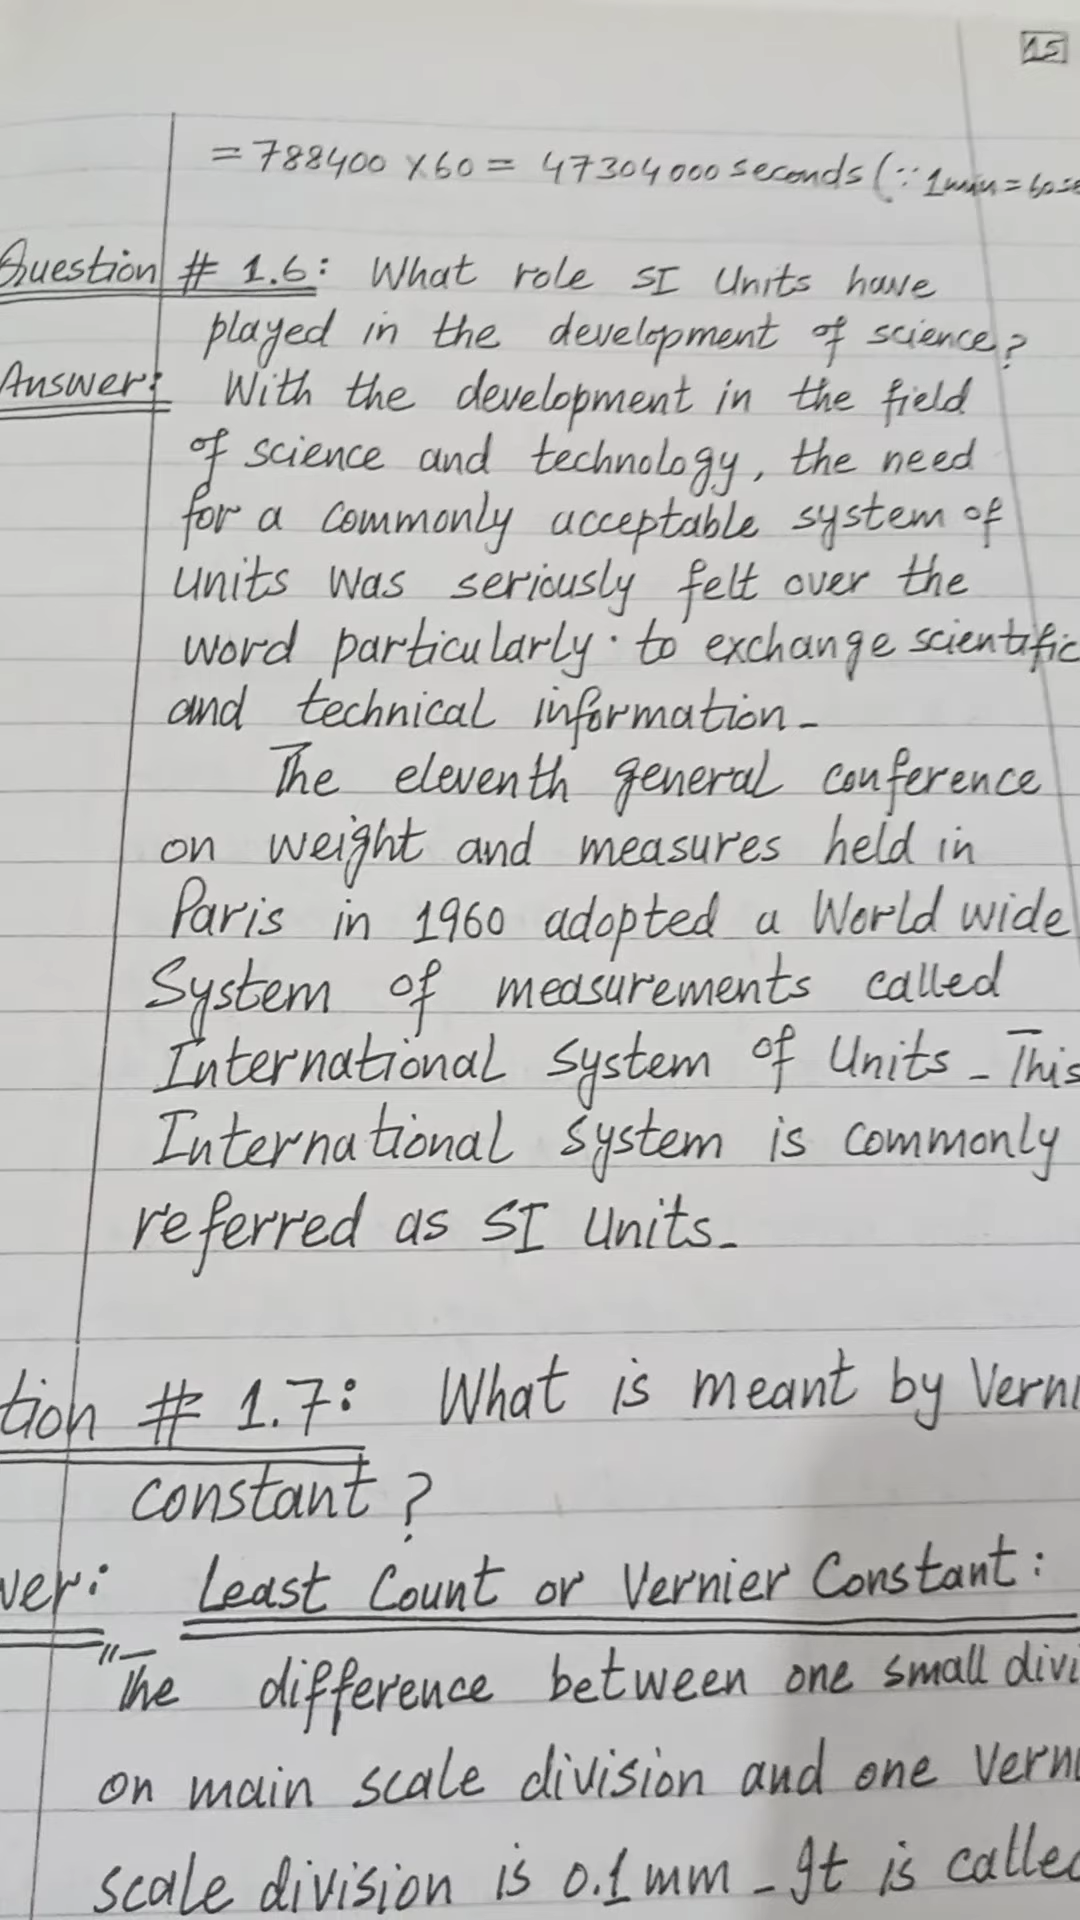 15
= 788400 x 60 = 47304000 seconds (∵ 1min = 60se
Question # 1.6: What role SI Units have
played in the development of science?
Answer: With the development in the field
of science and technology, the need
for a commonly acceptable system of
units was seriously felt over the
word particularly to exchange scientific
and technical information_
The eleventh general conference
on weight and measures held in
Paris in 1960 adopted a World wide
System of measurements called
International System of Units_ This
International System is commonly
referred as SI Units_
tion # 1.7: What is meant by Verni
constant?
wer: Least Count or Vernier Constant:
"The difference between one small divi
on main scale division and one Verni
scale division is 0.1 mm_ It is called